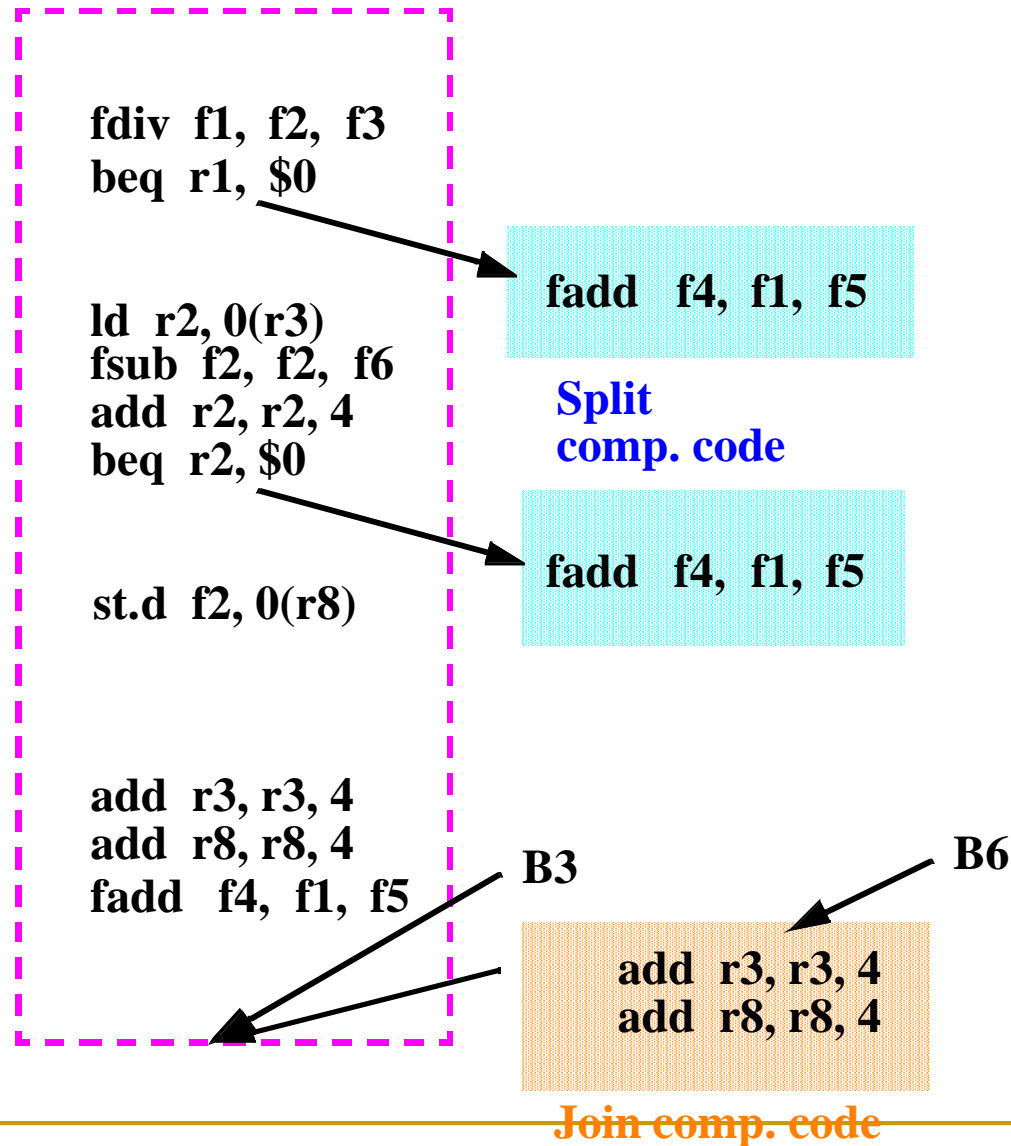 fdiv f1, f2, f3
beq r1, $0
fadd f4, f1, f5
ld r2, 0(r3)
fsub f2, f2, f6
add r2, r2, 4
beq r2, $0
Split
comp. code
fadd f4, f1, f5
st.d f2, 0(r8)
add r3, r3, 4
add r8, r8, 4
fadd f4, f1, f5
B3
B6
add r3, r3, 4
add r8, r8, 4
Join comp. code